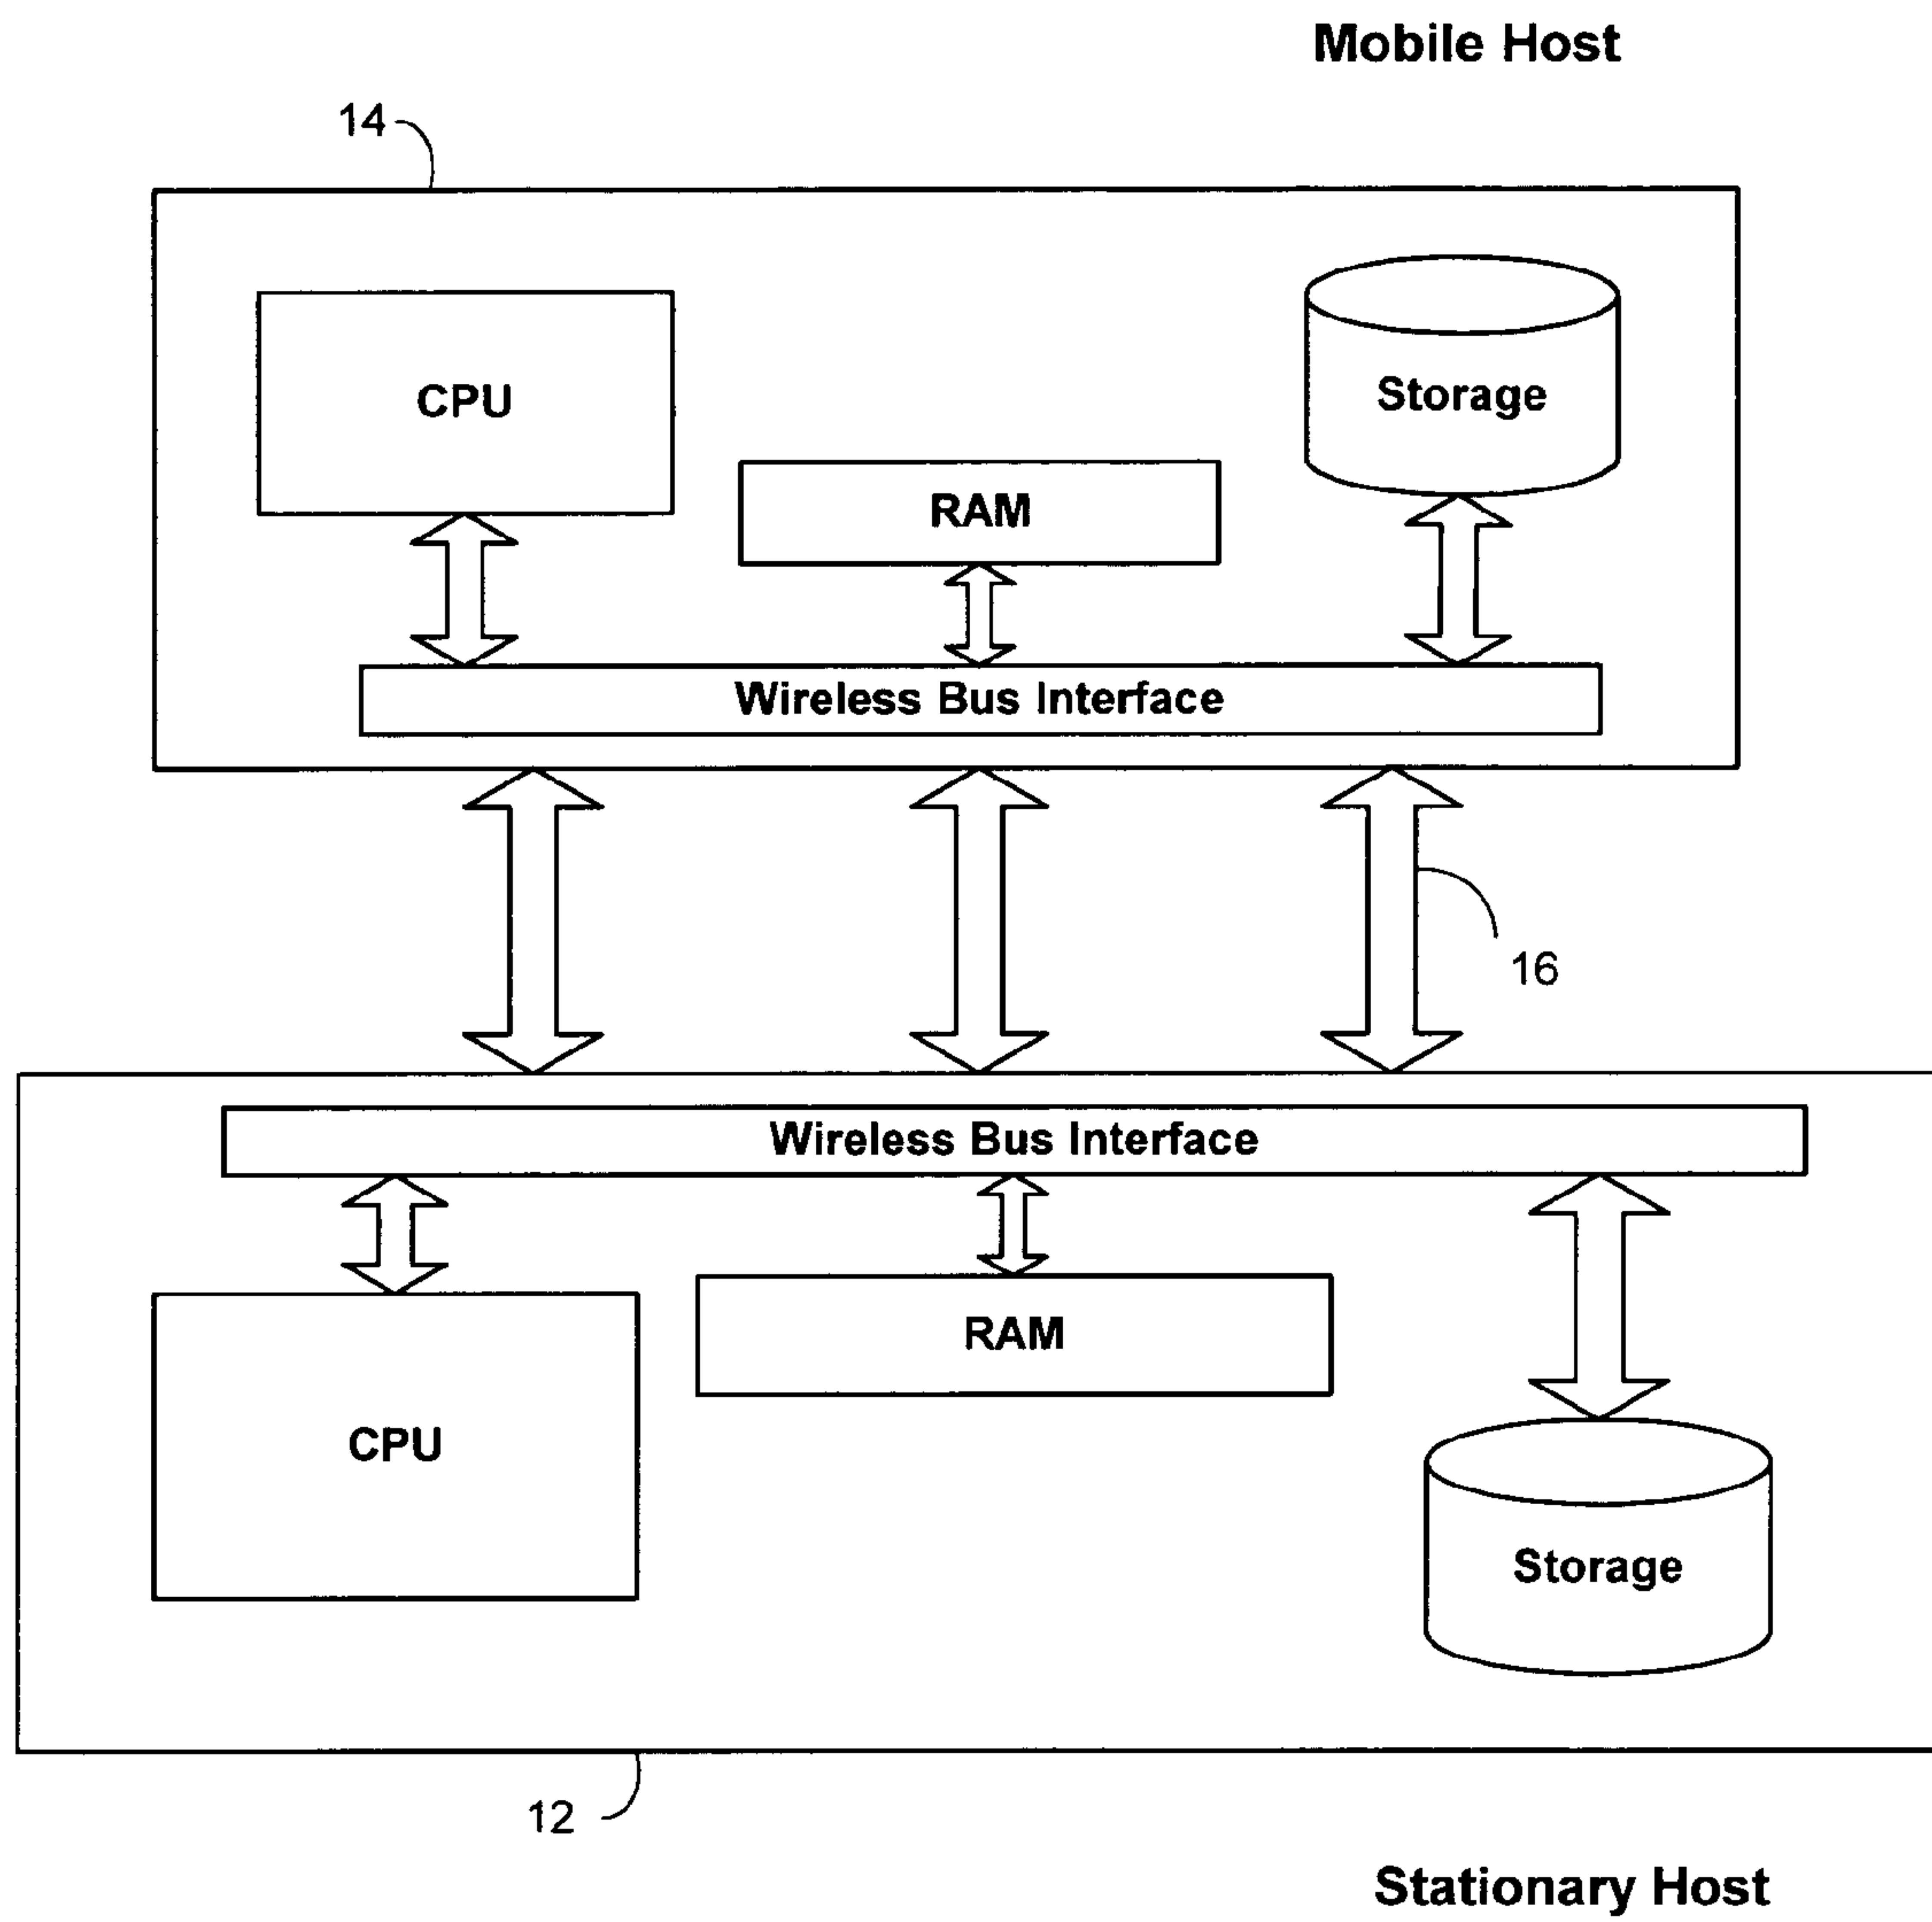 Mobile Host
14
CPU
Storage
RAM
Wireless Bus Interface
16
Wireless Bus Interface
RAM
CPU
Storage
12
Stationary Host